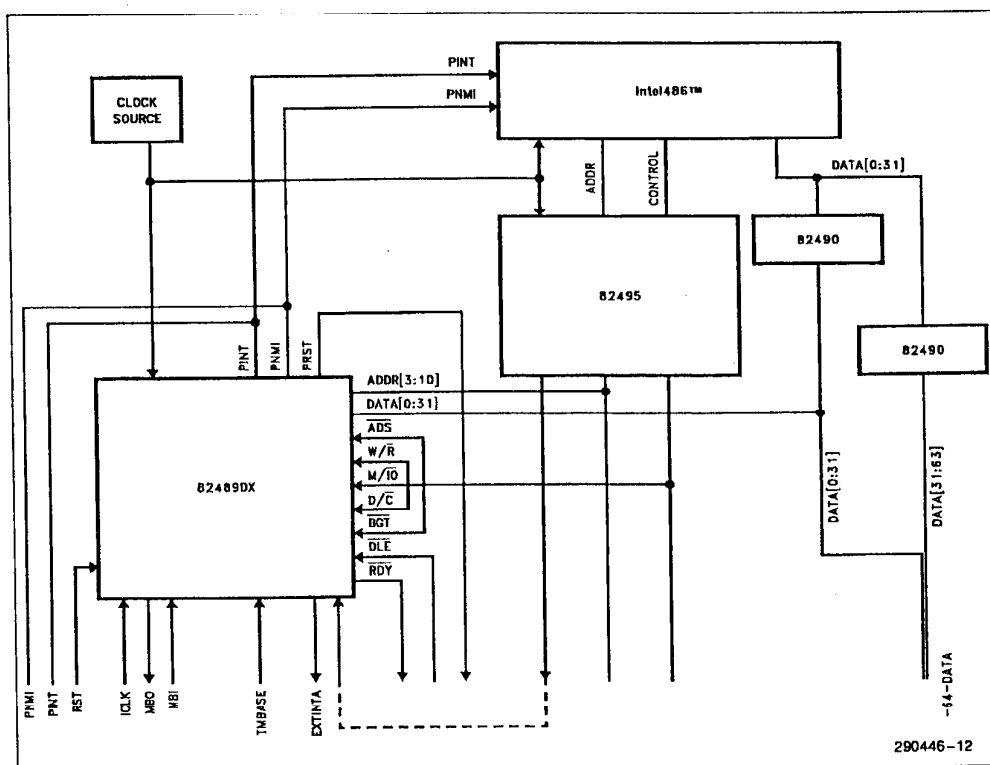 PINT
PNMI
Intel486™
CLOCK
SOURCE
ADDR
CONTROL
DATA[0:31]
82490
82495
82490
PINT
PNMI
PRST
ADDR[3:10]
DATA[0:31]
ADS
W/R
M/IO
D/C
BGT
DLE
RDY
82489DX
DATA[0:31]
DATA[31:63]
PNMI
PINT
RST
ICLK
MBO
MBI
TMBASE
EXTINTA
-64-DATA
290446-12